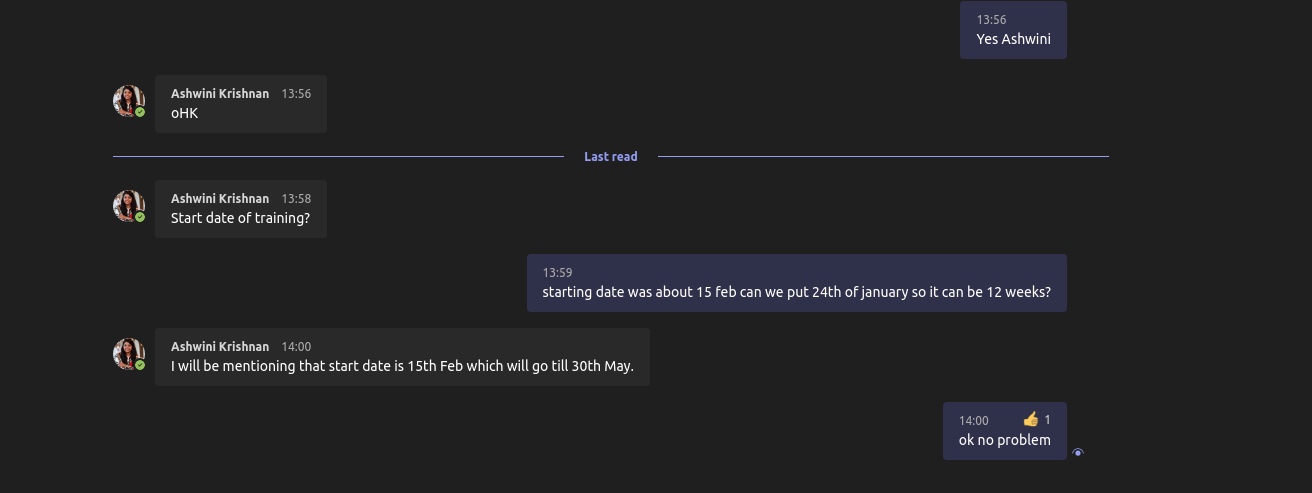 13:56
Yes Ashwini
Ashwini Krishnan 13:56
oHK
Last read
Ashwini Krishnan 13:58
Start date of training?
13:59
starting date was about 15 feb can we put 24th of january so it can be 12 weeks?
Ashwini Krishnan 14:00
I will be mentioning that start date is 15th Feb which will go till 30th May.
14:00 👍 1
ok no problem